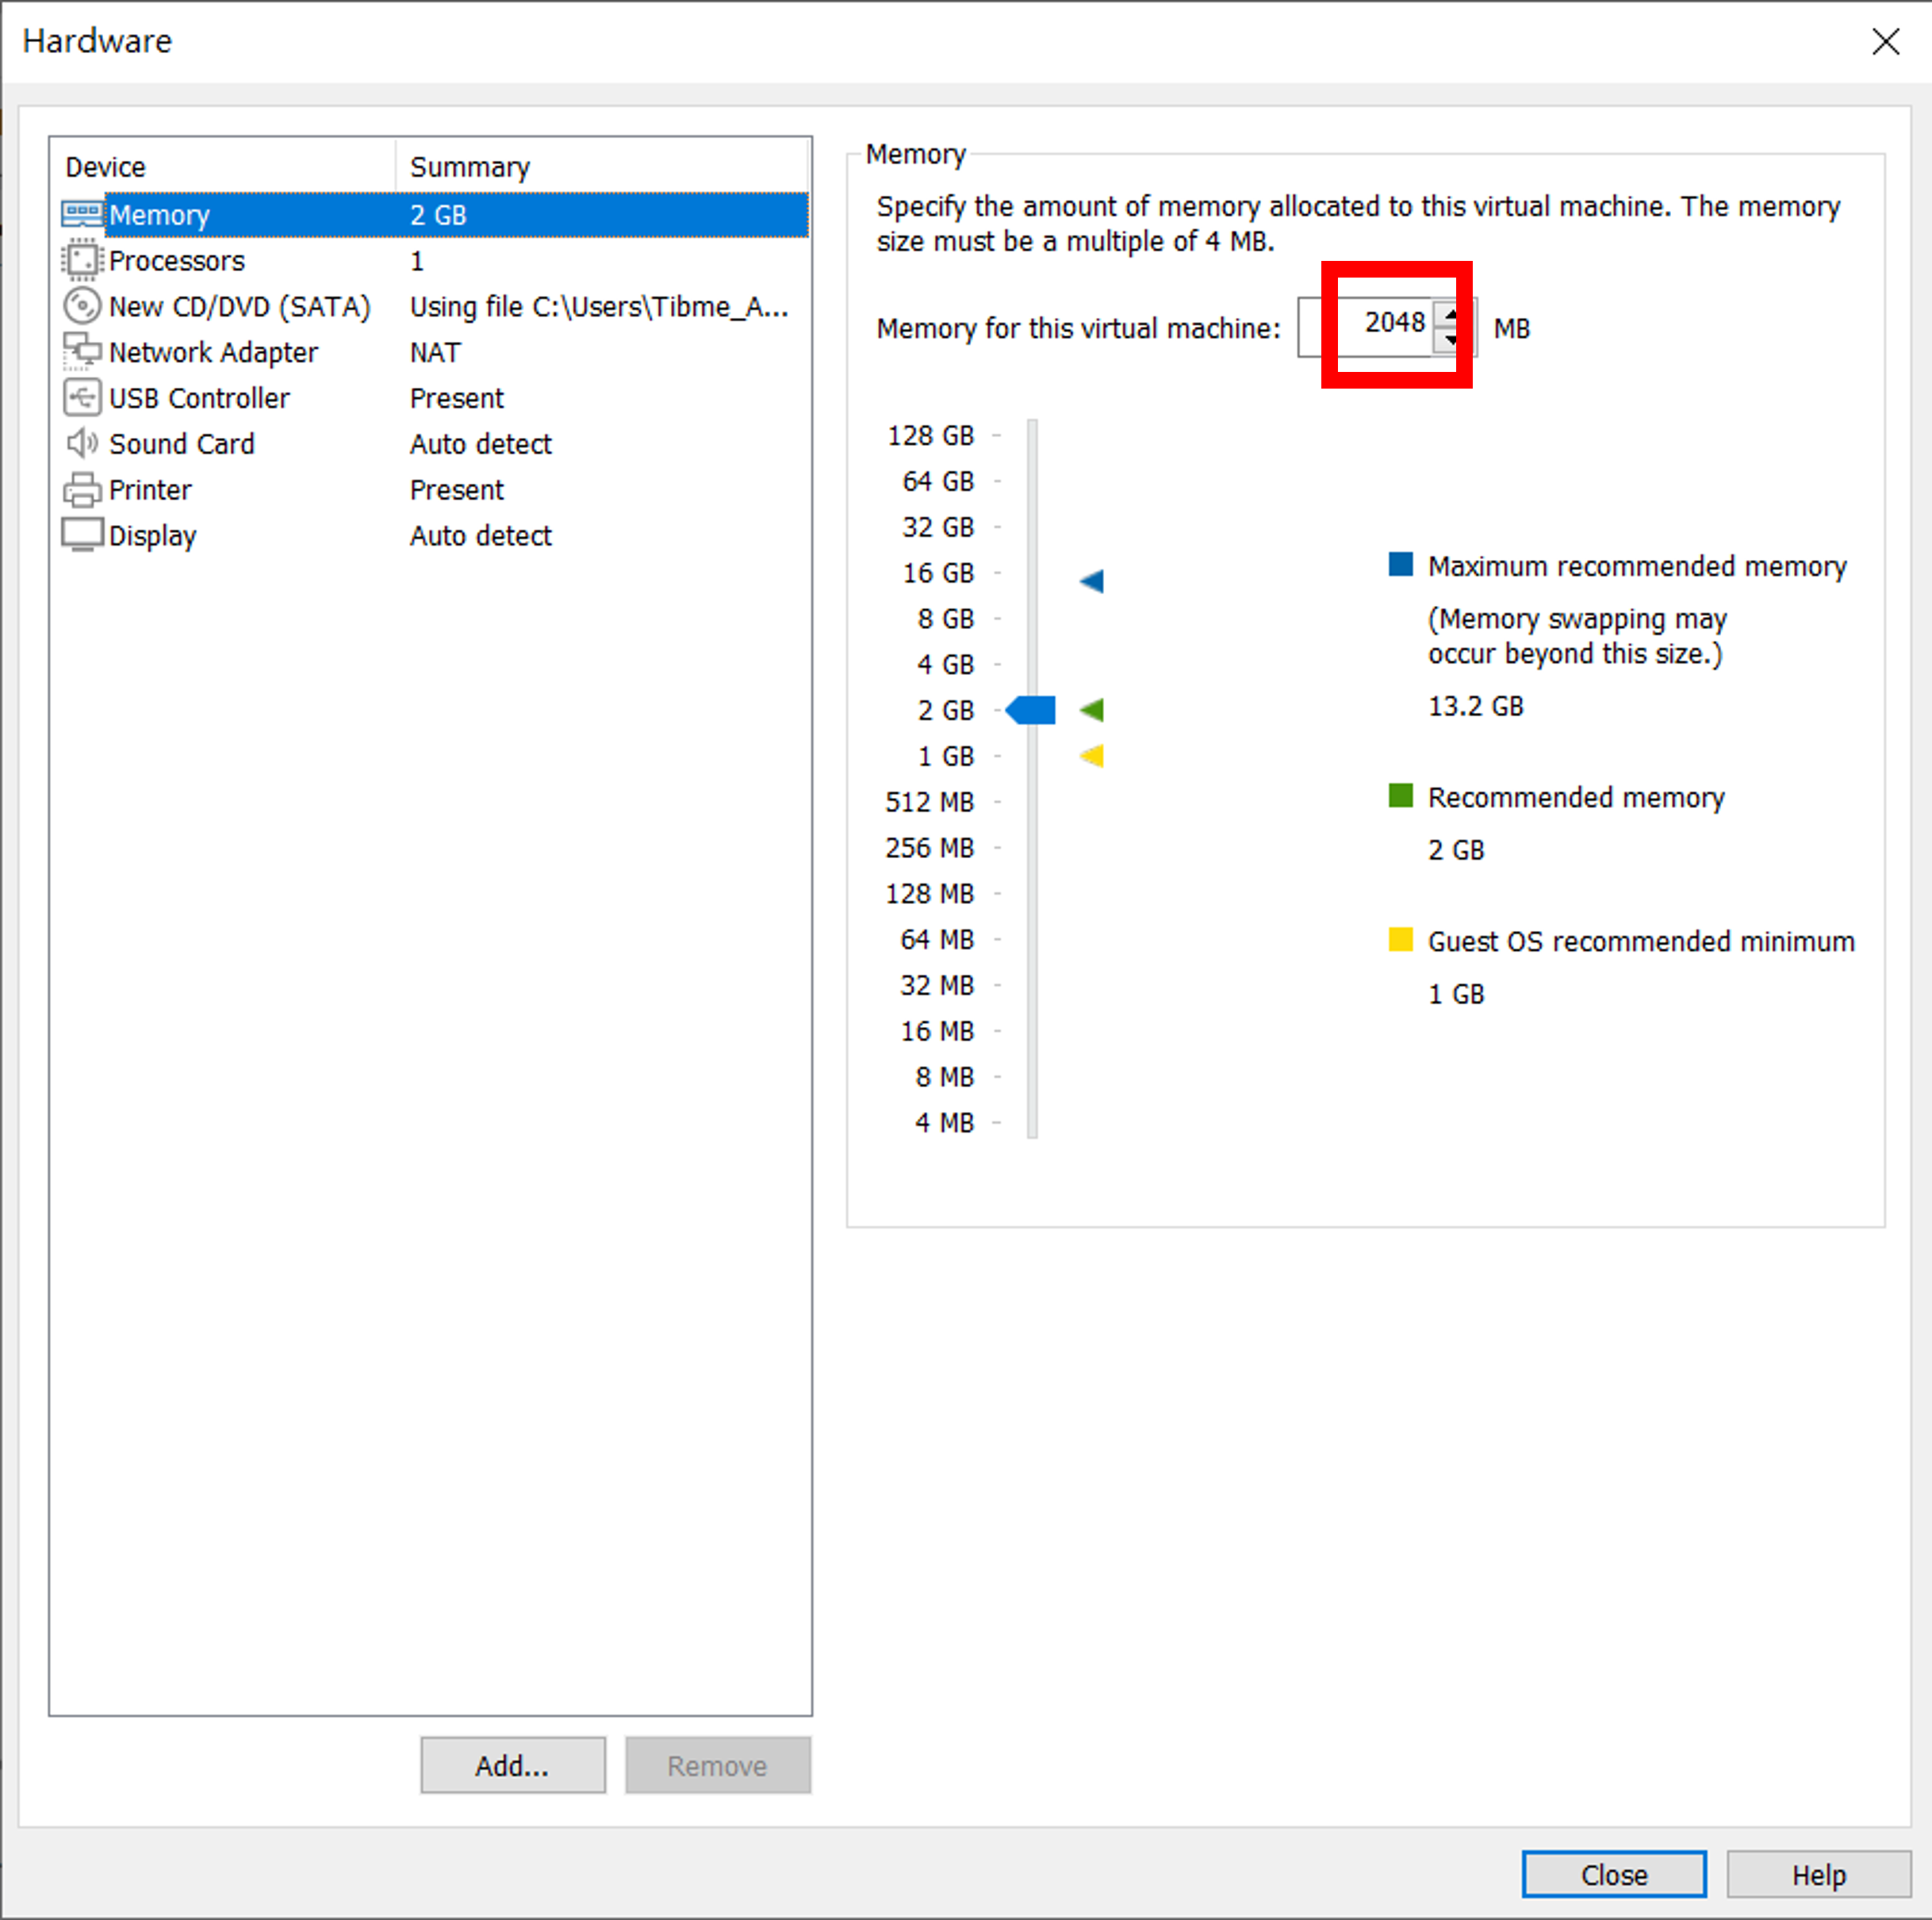 Hardware
Device Summary
Memory 2 GB
Processors 1
New CD/DVD (SATA) Using file C:\Users\Tibme_A...
Network Adapter NAT
USB Controller Present
Sound Card Auto detect
Printer Present
Display Auto detect
Add...
Remove
Memory
Specify the amount of memory allocated to this virtual machine. The memory
size must be a multiple of 4 MB.
Memory for this virtual machine: 2048 MB
128 GB
64 GB
32 GB
16 GB
8 GB
4 GB
2 GB
1 GB
512 MB
256 MB
128 MB
64 MB
32 MB
16 MB
8 MB
4 MB
Maximum recommended memory
(Memory swapping may
occur beyond this size.)
13.2 GB
Recommended memory
2 GB
Guest OS recommended minimum
1 GB
Close
Help